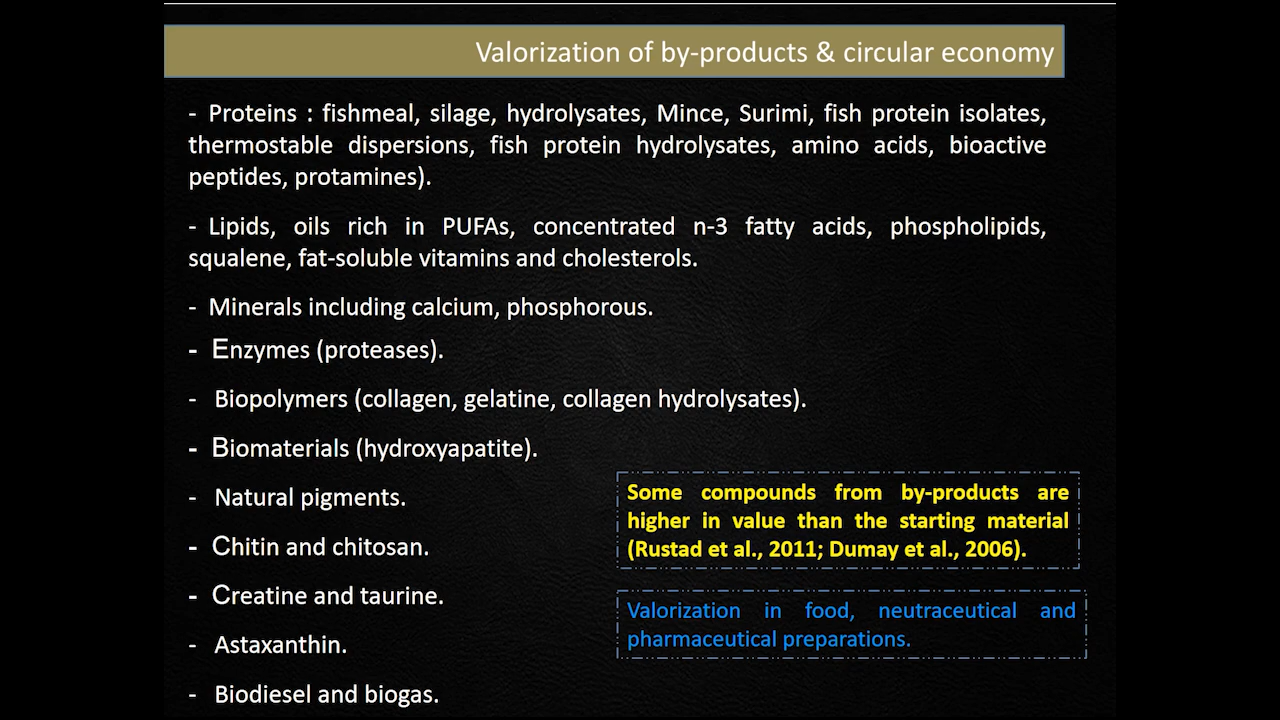 Valorization of by-products & circular economy
- Proteins : fishmeal, silage, hydrolysates, Mince, Surimi, fish protein isolates,
thermostable dispersions, fish protein hydrolysates, amino acids, bioactive
peptides, protamines).
- Lipids, oils rich in PUFAs, concentrated n-3 fatty acids, phospholipids,
squalene, fat-soluble vitamins and cholesterols.
- Minerals including calcium, phosphorous.
- Enzymes (proteases).
- Biopolymers (collagen, gelatine, collagen hydrolysates).
- Biomaterials (hydroxyapatite).
- Natural pigments.
- Chitin and chitosan.
- Creatine and taurine.
- Astaxanthin.
- Biodiesel and biogas.
Some compounds from by-products are
higher in value than the starting material
(Rustad et al., 2011; Dumay et al., 2006).
Valorization in food, neutraceutical and
pharmaceutical preparations.